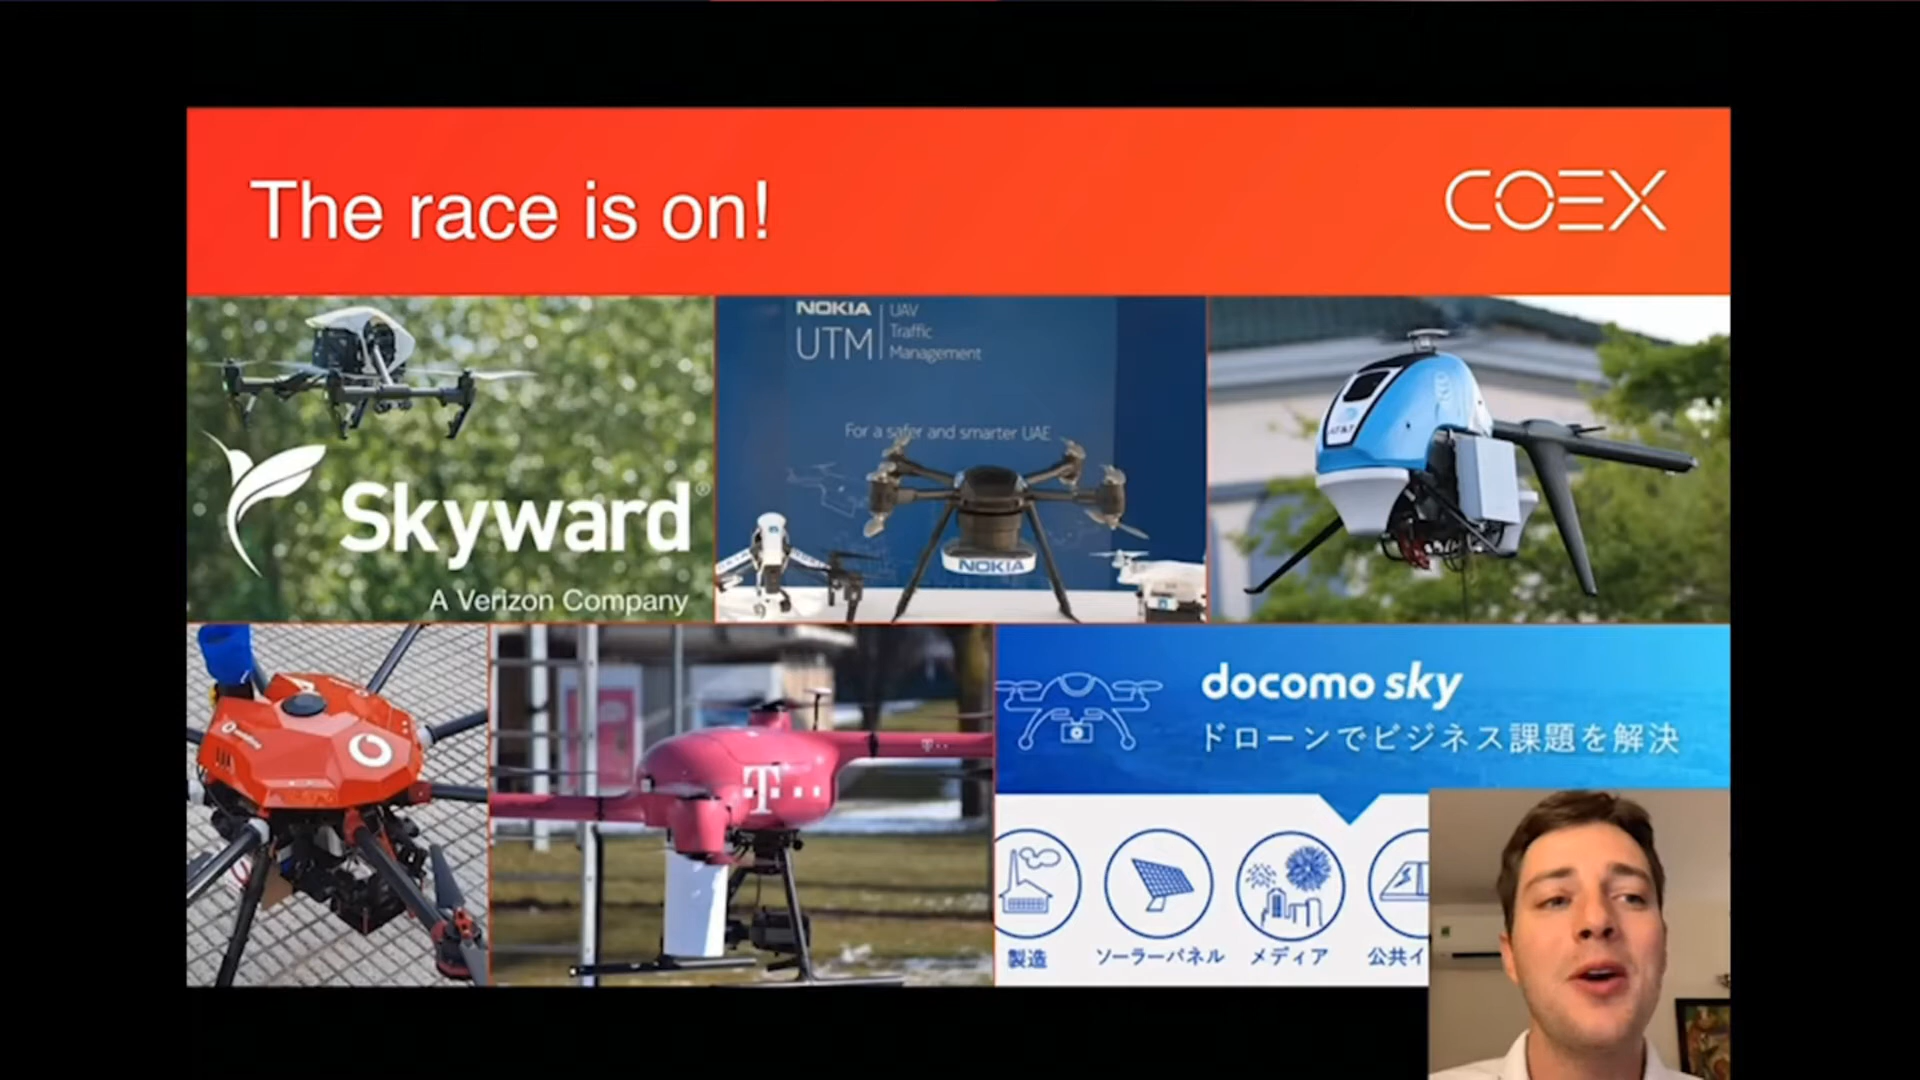 The race is on!
COEX
Skyward®
A Verizon Company
NOKIA
UTM
UAV
Traffic
Management
For a safer and smarter UAE
NOKIA
AT&T
vodafone
T
T
docomo sky
ドローンでビジネス課題を解決
製造
ソーラーパネル
メディア
公共イ